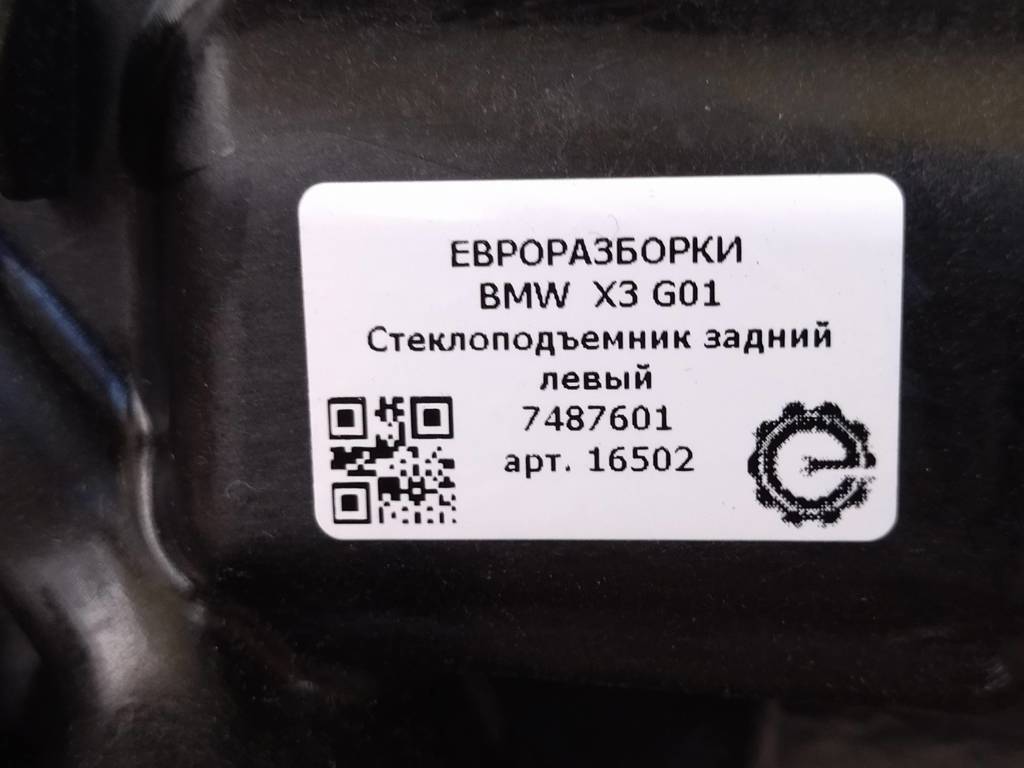 ЕВРОРАЗБОРКИ
BMW X3 G01
Стеклоподъемник задний
левый
7487601
арт. 16502